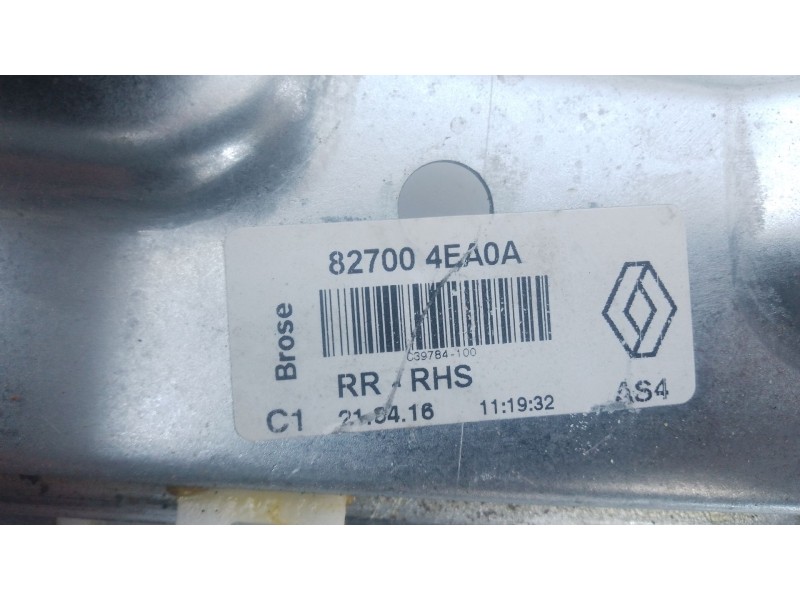 82700 4EA0A
Brose
C39784-100
RR - RHS
C1 21.04.16 11:19:32 AS4